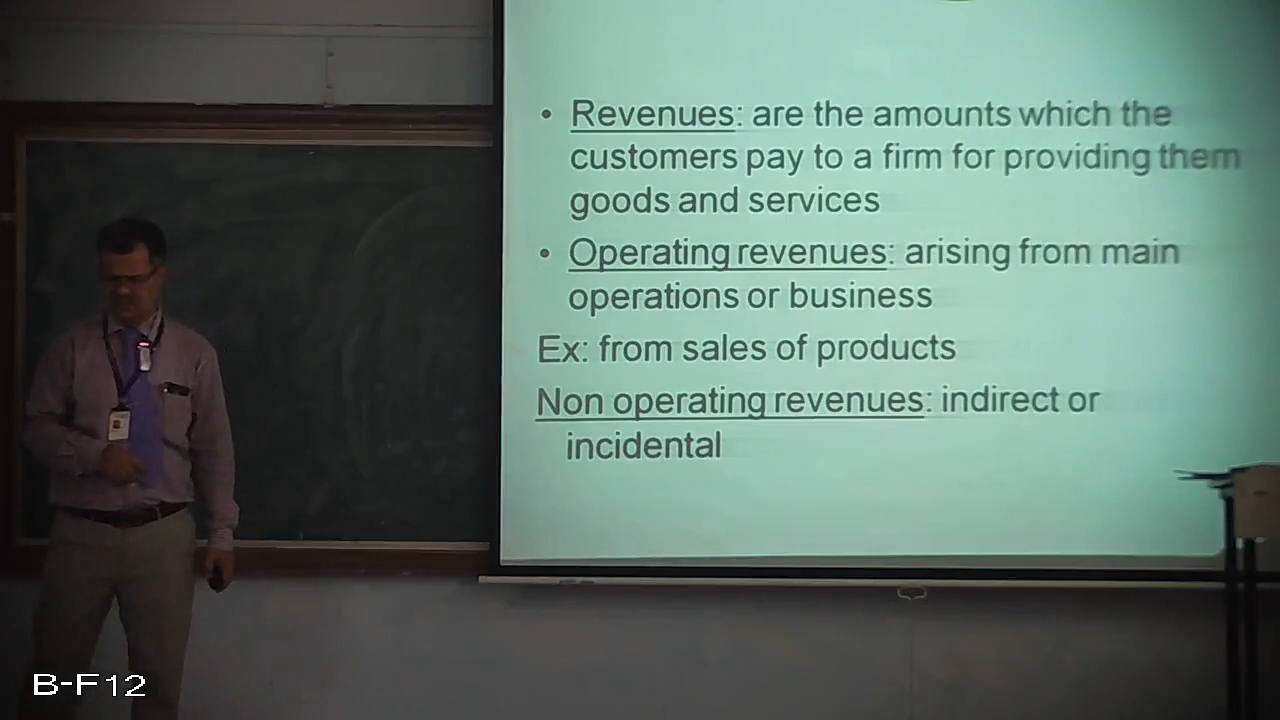 • Revenues: are the amounts which the
customers pay to a firm for providing them
goods and services
• Operating revenues: arising from main
operations or business
Ex: from sales of products
Non operating revenues: indirect or
incidental
B-F12